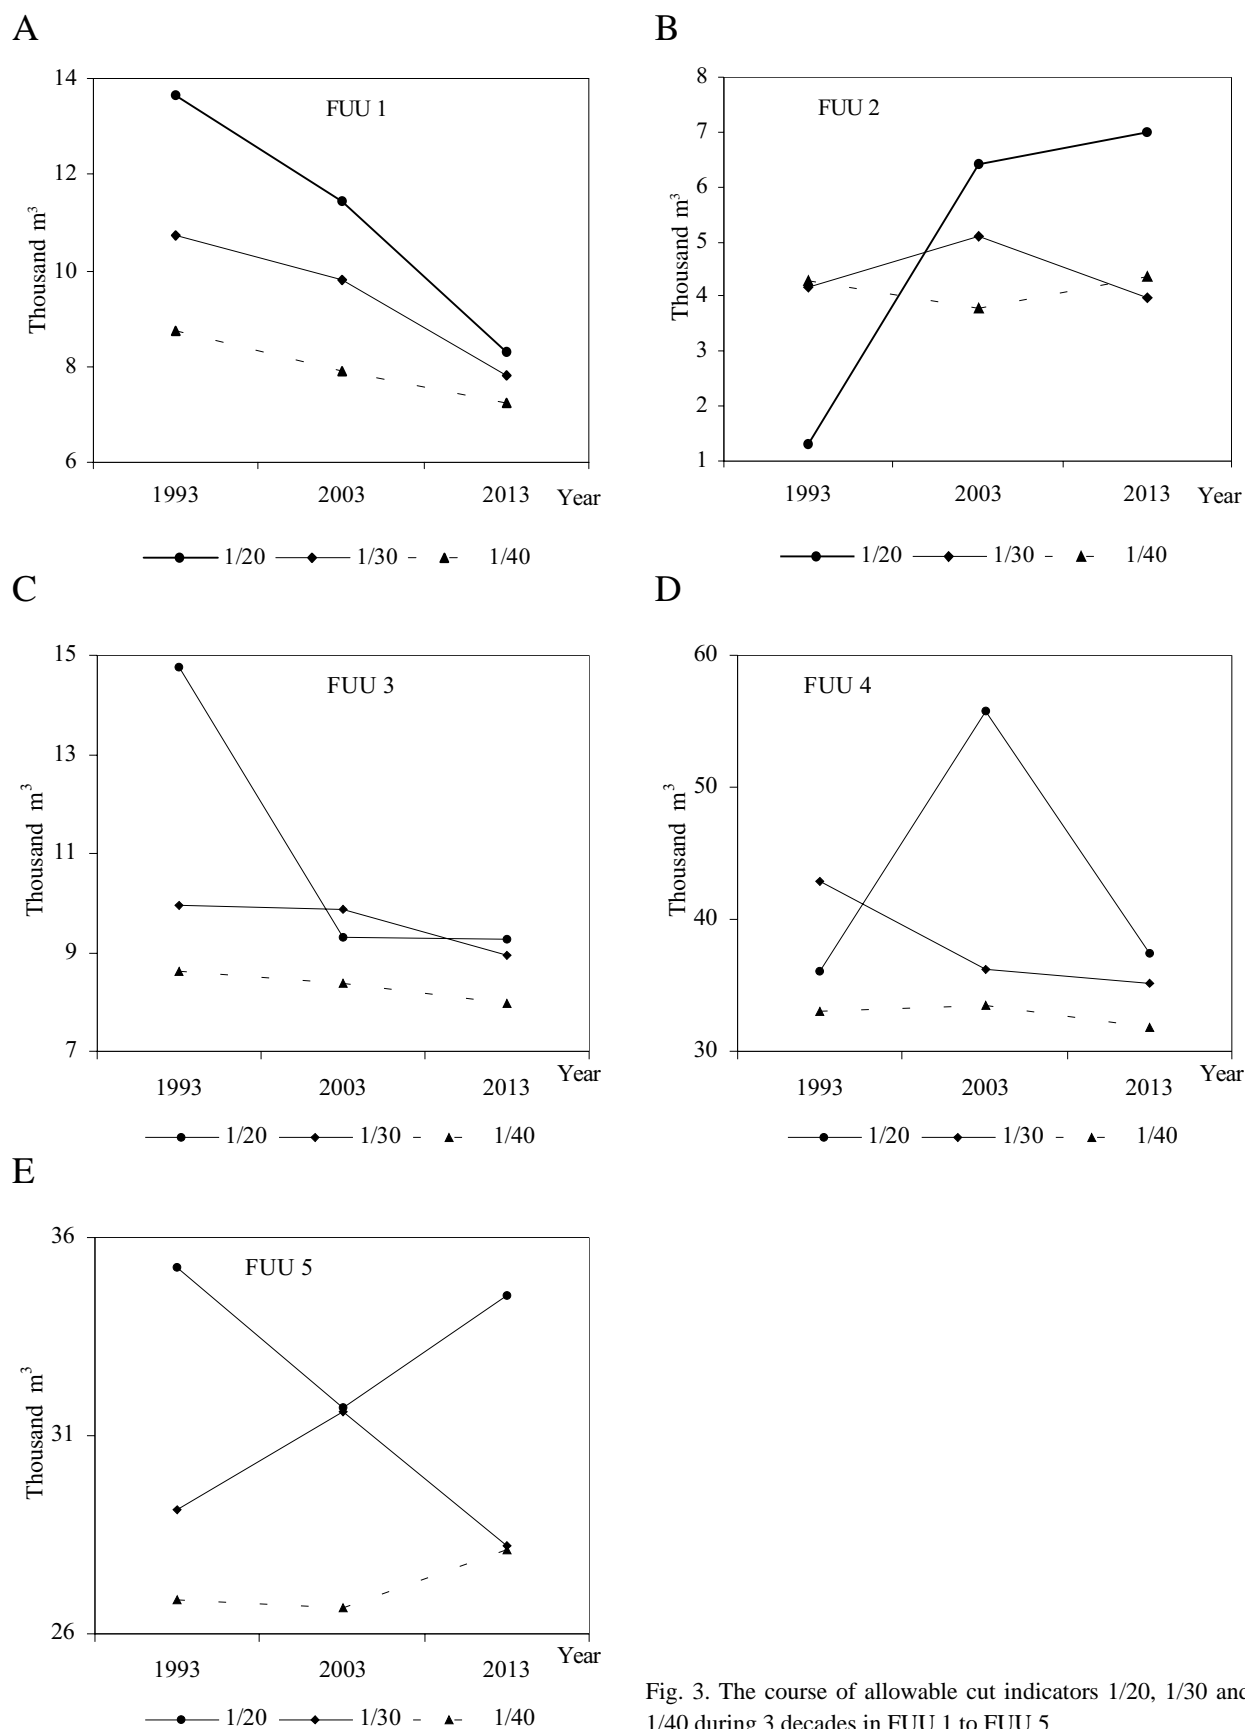 A
FUU 1
Thousand m³
14
12
10
8
6
1993 2003 2013 Year
1/20 1/30 1/40
B
FUU 2
Thousand m³
8
7
6
5
4
3
2
1
1993 2003 2013 Year
1/20 1/30 1/40
C
FUU 3
Thousand m³
15
13
11
9
7
1993 2003 2013 Year
1/20 1/30 1/40
D
FUU 4
Thousand m³
60
50
40
30
1993 2003 2013 Year
1/20 1/30 1/40
E
FUU 5
Thousand m³
36
31
26
1993 2003 2013 Year
1/20 1/30 1/40
Fig. 3. The course of allowable cut indicators 1/20, 1/30 and
1/40 during 3 decades in FUU 1 to FUU 5